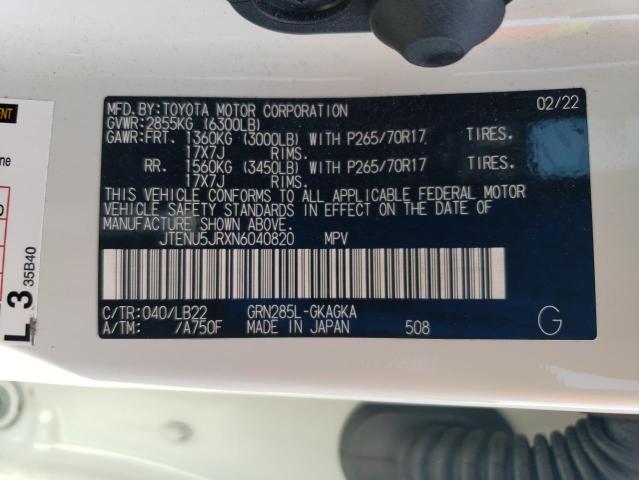 MFD.BY:TOYOTA MOTOR CORPORATION 02/22
GVWR:2855KG (6300LB)
GAWR:FRT. 1360KG (3000LB) WITH P265/70R17 TIRES.
17X7J RIMS.
RR. 1560KG (3450LB) WITH P265/70R17 TIRES.
17X7J RIMS.
THIS VEHICLE CONFORMS TO ALL APPLICABLE FEDERAL MOTOR
VEHICLE SAFETY STANDARDS IN EFFECT ON THE DATE OF
MANUFACTURE SHOWN ABOVE.
JTENU5JRXN6040820 MPV
C/TR:040/LB22 GRN285L-GKAGKA
A/TM: /A750F MADE IN JAPAN 508 G
L 3 35B40